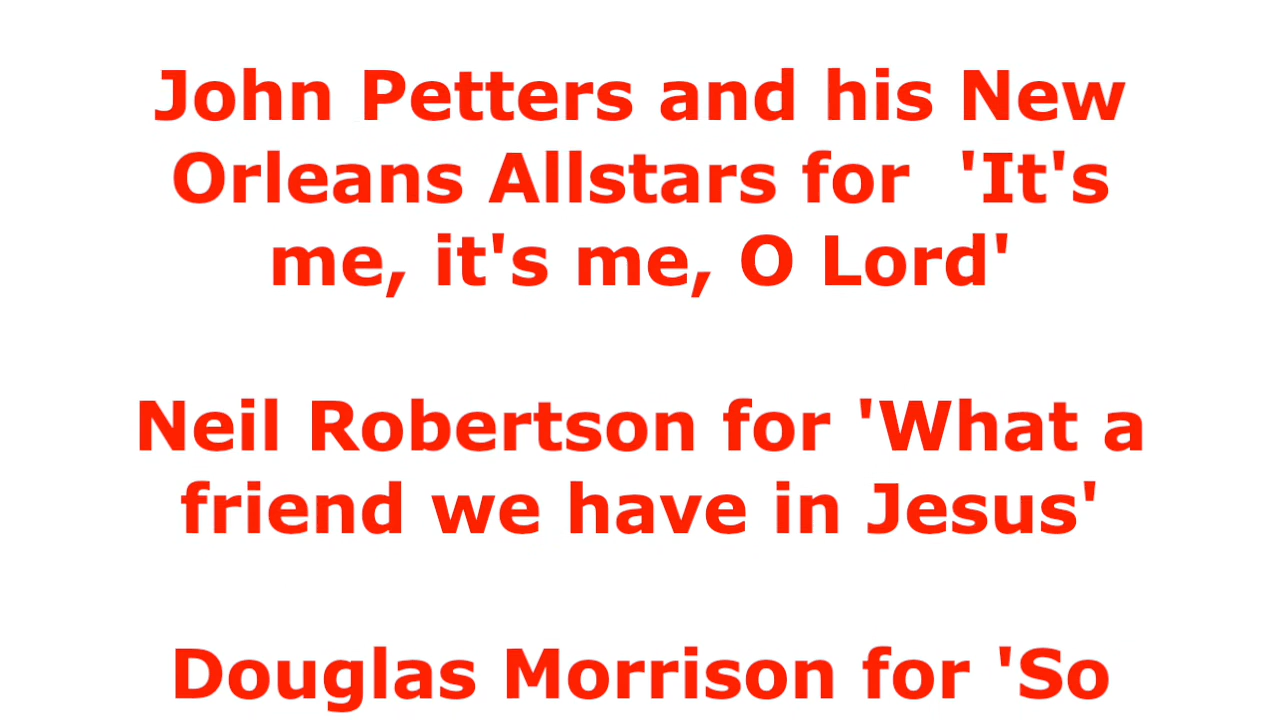 John Petters and his New
Orleans Allstars for  'It's
me, it's me, O Lord'
Neil Robertson for 'What a
friend we have in Jesus'
Douglas Morrison for 'So